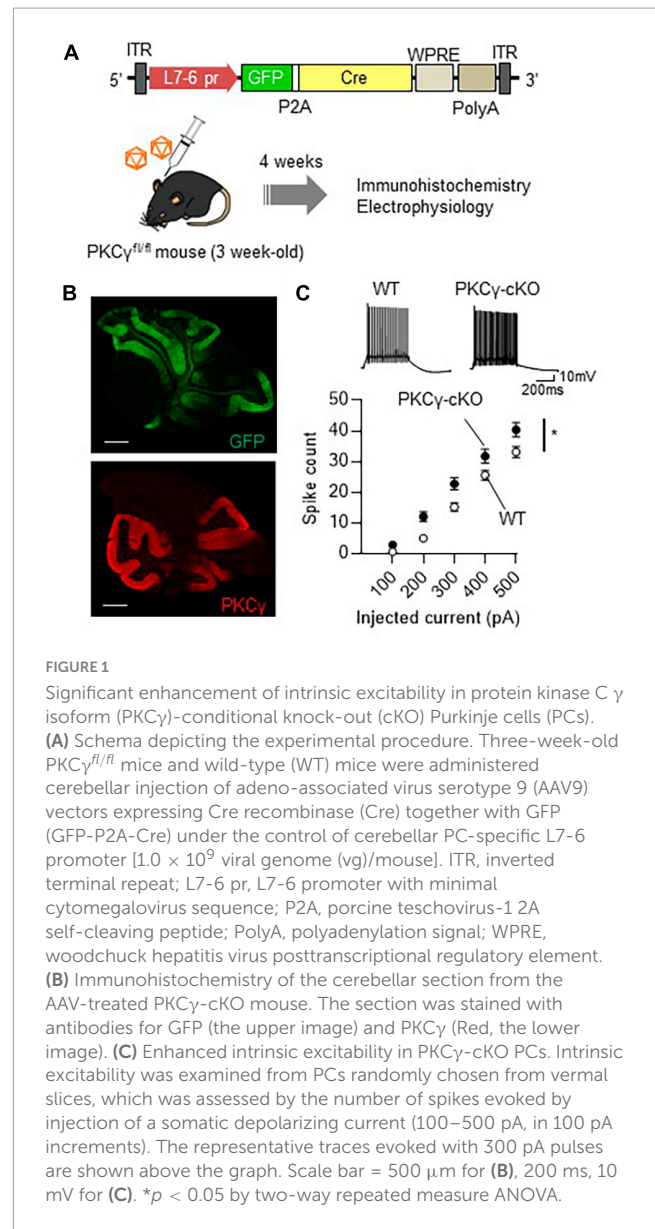 A
ITR
WPRE
ITR
5'
L7-6 pr
GFP
Cre
3'
P2A
PolyA
4 weeks
Immunohistochemistry
Electrophysiology
PKCγfl/fl mouse (3 week-old)
B
GFP
PKCγ
C
WT
PKCγ-cKO
10mV
200ms
PKCγ-cKO
WT
*
Spike count
50
40
30
20
10
0
100
200
300
400
500
Injected current (pA)
FIGURE 1
Significant enhancement of intrinsic excitability in protein kinase C γ
isoform (PKCγ)-conditional knock-out (cKO) Purkinje cells (PCs).
(A) Schema depicting the experimental procedure. Three-week-old
PKCγfl/fl mice and wild-type (WT) mice were administered
cerebellar injection of adeno-associated virus serotype 9 (AAV9)
vectors expressing Cre recombinase (Cre) together with GFP
(GFP-P2A-Cre) under the control of cerebellar PC-specific L7-6
promoter [1.0 × 10⁹ viral genome (vg)/mouse]. ITR, inverted
terminal repeat; L7-6 pr, L7-6 promoter with minimal
cytomegalovirus sequence; P2A, porcine teschovirus-1 2A
self-cleaving peptide; PolyA, polyadenylation signal; WPRE,
woodchuck hepatitis virus posttranscriptional regulatory element.
(B) Immunohistochemistry of the cerebellar section from the
AAV-treated PKCγ-cKO mouse. The section was stained with
antibodies for GFP (the upper image) and PKCγ (Red, the lower
image). (C) Enhanced intrinsic excitability in PKCγ-cKO PCs. Intrinsic
excitability was examined from PCs randomly chosen from vermal
slices, which was assessed by the number of spikes evoked by
injection of a somatic depolarizing current (100–500 pA, in 100 pA
increments). The representative traces evoked with 300 pA pulses
are shown above the graph. Scale bar = 500 μm for (B), 200 ms, 10
mV for (C). *p < 0.05 by two-way repeated measure ANOVA.